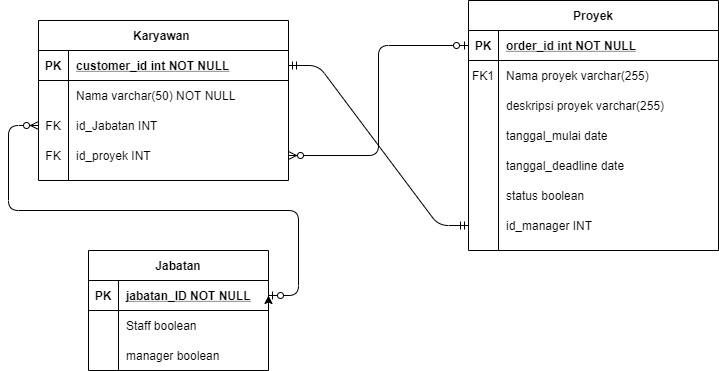 Karyawan
PK customer_id int NOT NULL
Nama varchar(50) NOT NULL
FK id_Jabatan INT
FK id_proyek INT
Proyek
PK order_id int NOT NULL
FK1 Nama proyek varchar(255)
deskripsi proyek varchar(255)
tanggal_mulai date
tanggal_deadline date
status boolean
id_manager INT
Jabatan
PK jabatan_ID NOT NULL
Staff boolean
manager boolean